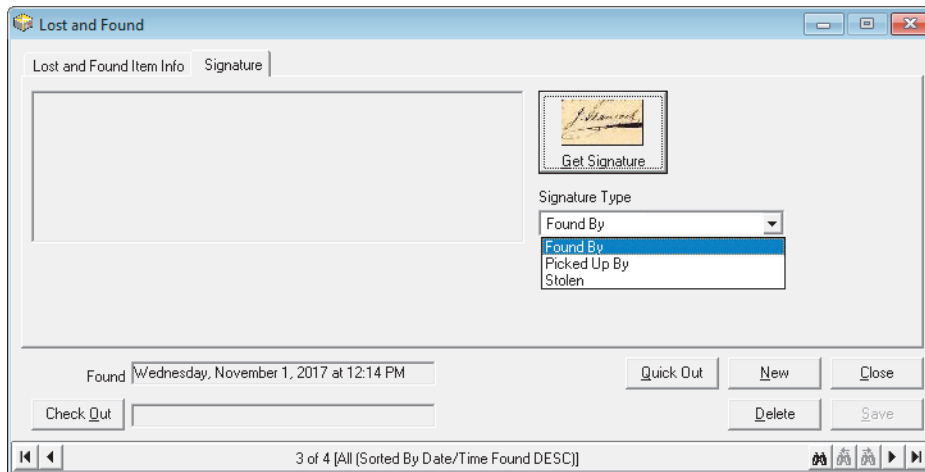 Lost and Found
Lost and Found Item Info Signature
J. Hancock
Get Signature
Signature Type
Found By
Found By
Picked Up By
Stolen
Found Wednesday, November 1, 2017 at 12:14 PM
Quick Out New Close
Check Out
Delete Save
3 of 4 [All (Sorted By Date/Time Found DESC)]